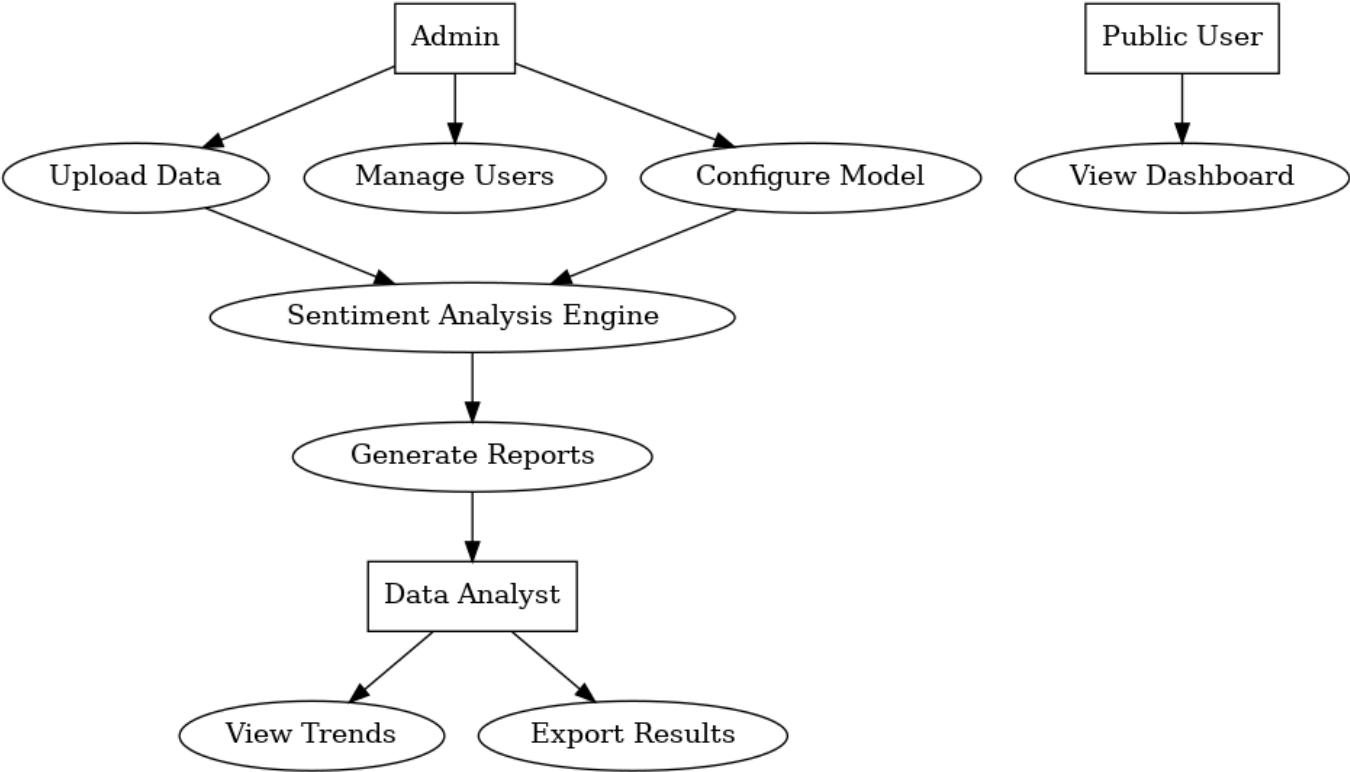 Admin
Public User
Upload Data
Manage Users
Configure Model
View Dashboard
Sentiment Analysis Engine
Generate Reports
Data Analyst
View Trends
Export Results